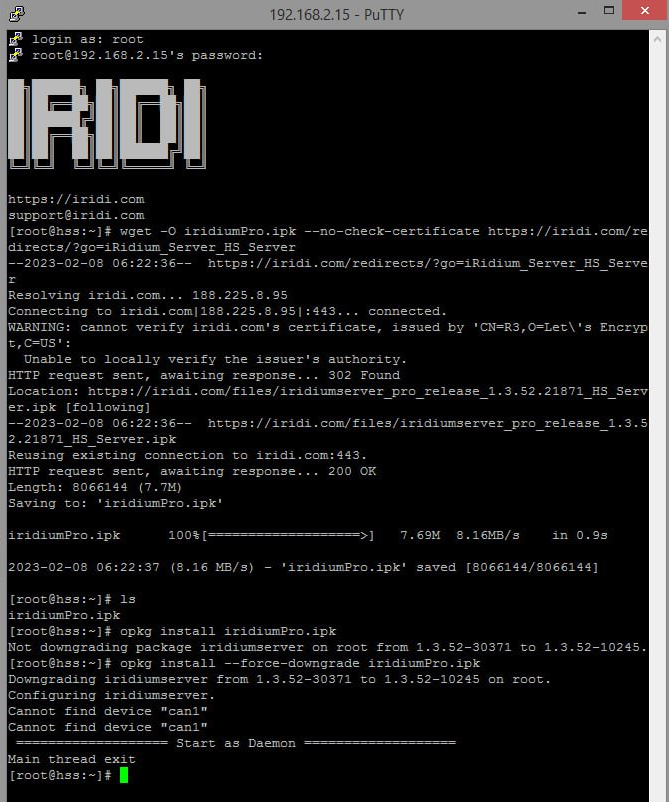 192.168.2.15 - PuTTY
login as: root
root@192.168.2.15's password:
IRIDI
https://iridi.com
support@iridi.com
[root@hss:~]# wget -O iridiumPro.ipk --no-check-certificate https://iridi.com/re
directs/?go=iRidium_Server_HS_Server
--2023-02-08 06:22:36--  https://iridi.com/redirects/?go=iRidium_Server_HS_Serve
r
Resolving iridi.com... 188.225.8.95
Connecting to iridi.com|188.225.8.95|:443... connected.
WARNING: cannot verify iridi.com's certificate, issued by 'CN=R3,O=Let\'s Encryp
t,C=US':
  Unable to locally verify the issuer's authority.
HTTP request sent, awaiting response... 302 Found
Location: https://iridi.com/files/iridiumserver_pro_release_1.3.52.21871_HS_Serv
er.ipk [following]
--2023-02-08 06:22:36--  https://iridi.com/files/iridiumserver_pro_release_1.3.5
2.21871_HS_Server.ipk
Reusing existing connection to iridi.com:443.
HTTP request sent, awaiting response... 200 OK
Length: 8066144 (7.7M)
Saving to: 'iridiumPro.ipk'
iridiumPro.ipk      100%[===================>]   7.69M  8.16MB/s    in 0.9s
2023-02-08 06:22:37 (8.16 MB/s) - 'iridiumPro.ipk' saved [8066144/8066144]
[root@hss:~]# ls
iridiumPro.ipk
[root@hss:~]# opkg install iridiumPro.ipk
Not downgrading package iridiumserver on root from 1.3.52-30371 to 1.3.52-10245.
[root@hss:~]# opkg install --force-downgrade iridiumPro.ipk
Downgrading iridiumserver from 1.3.52-30371 to 1.3.52-10245 on root.
Configuring iridiumserver.
Cannot find device "can1"
Cannot find device "can1"
 =================== Start as Daemon ===================
Main thread exit
[root@hss:~]#